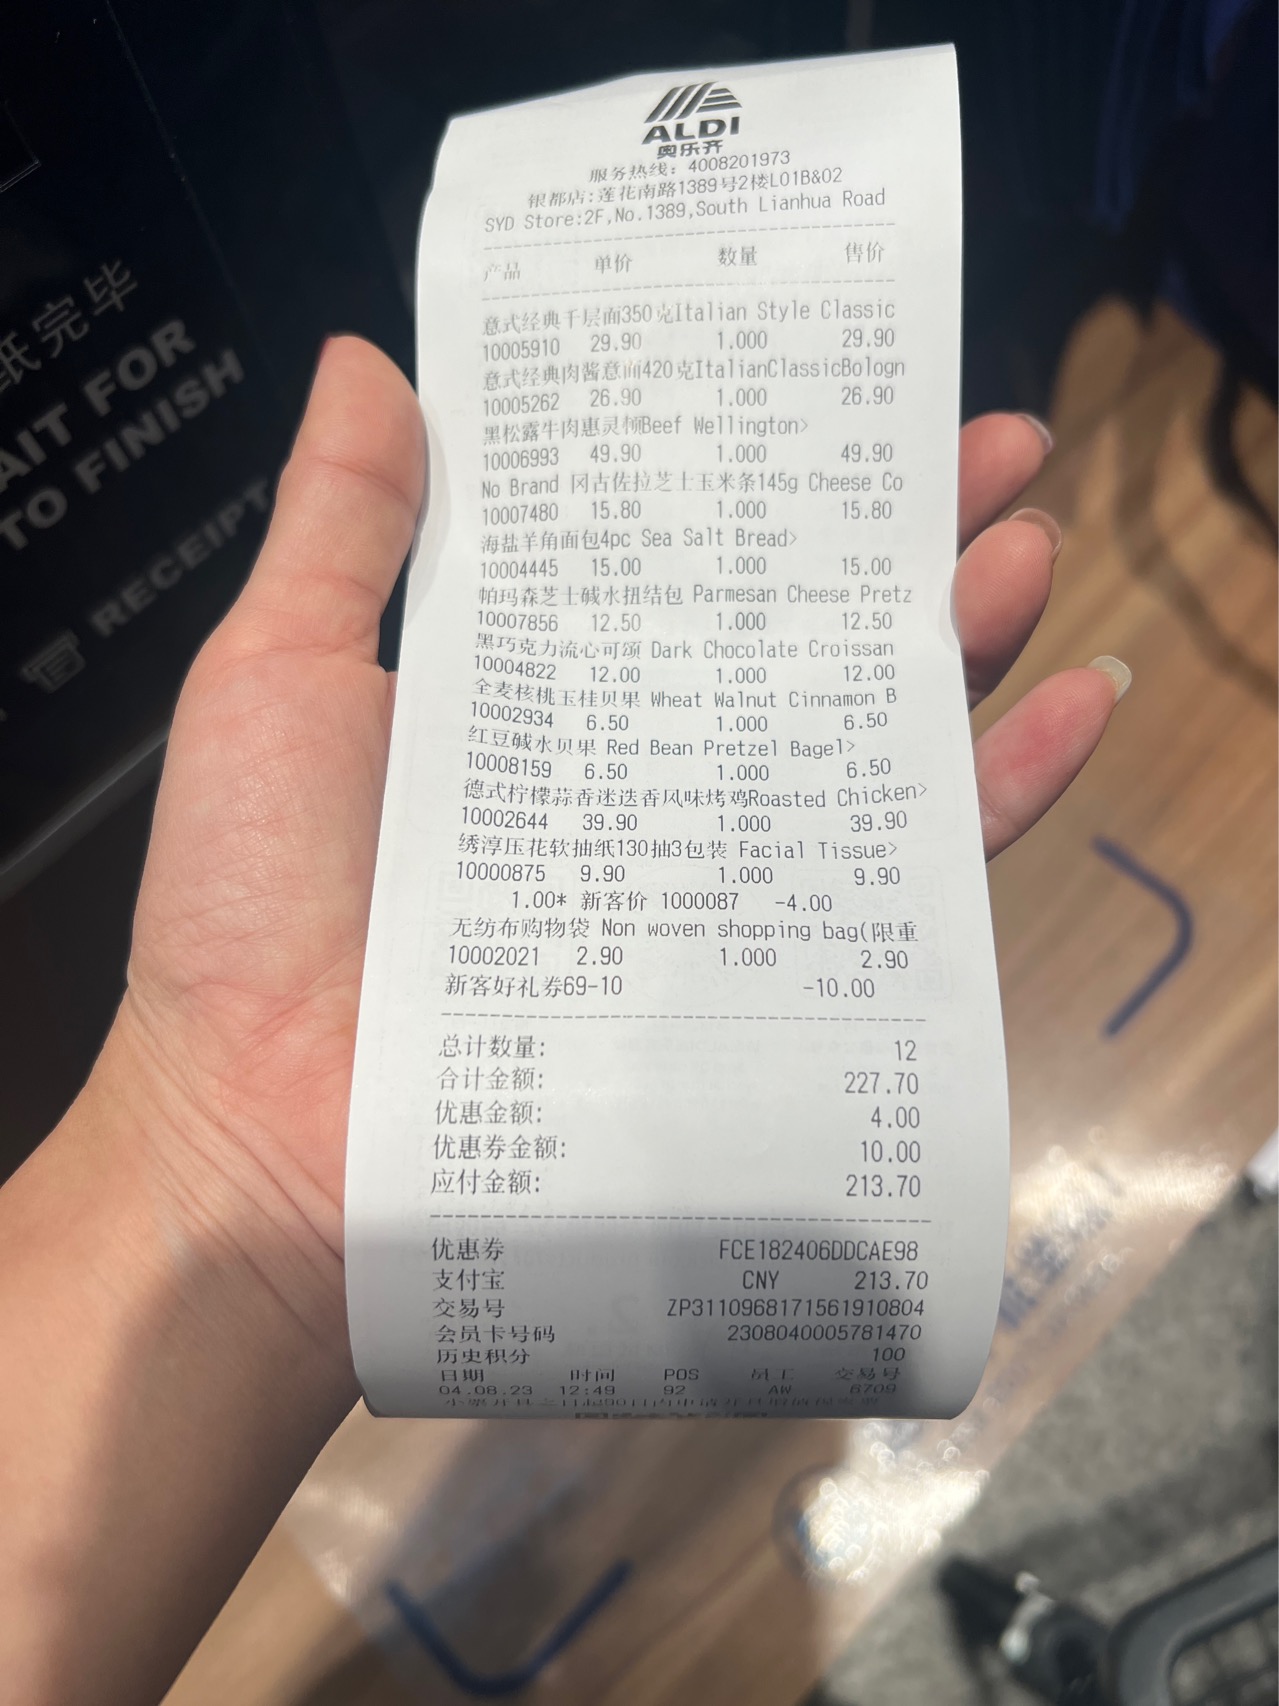 ALDI
奥乐齐
服务热线: 4008201973
银都店:莲花南路1389号2楼L01B&02
SYD Store:2F,No.1389,South Lianhua Road
产品 单价 数量 售价
意式经典千层面350克Italian Style Classic
10005910 29.90 1.000 29.90
意式经典肉酱意面420克ItalianClassicBologn
10005262 26.90 1.000 26.90
黑松露牛肉惠灵顿Beef Wellington>
10006993 49.90 1.000 49.90
No Brand 冈古佐拉芝士玉米条145g Cheese Co
10007480 15.80 1.000 15.80
海盐羊角面包4pc Sea Salt Bread>
10004445 15.00 1.000 15.00
帕玛森芝士碱水扭结包 Parmesan Cheese Pretz
10007856 12.50 1.000 12.50
黑巧克力流心可颂 Dark Chocolate Croissan
10004822 12.00 1.000 12.00
全麦核桃玉桂贝果 Wheat Walnut Cinnamon B
10002934 6.50 1.000 6.50
红豆碱水贝果 Red Bean Pretzel Bagel>
10008159 6.50 1.000 6.50
德式柠檬蒜香迷迭香风味烤鸡Roasted Chicken>
10002644 39.90 1.000 39.90
绣淳压花软抽纸130抽3包装 Facial Tissue>
10000875 9.90 1.000 9.90
1.00* 新客价 1000087 -4.00
无纺布购物袋 Non woven shopping bag(限重
10002021 2.90 1.000 2.90
新客好礼券69-10 -10.00
总计数量: 12
合计金额: 227.70
优惠金额: 4.00
优惠券金额: 10.00
应付金额: 213.70
优惠券 FCE182406DDCAE98
支付宝 CNY 213.70
交易号 ZP3110968171561910804
会员卡号码 2308040005781470
历史积分 100
日期 时间 POS 员工 交易号
04.08.23 12:49 92 AW 6709
纸完毕
AIT FOR
TO FINISH
RECEIPT